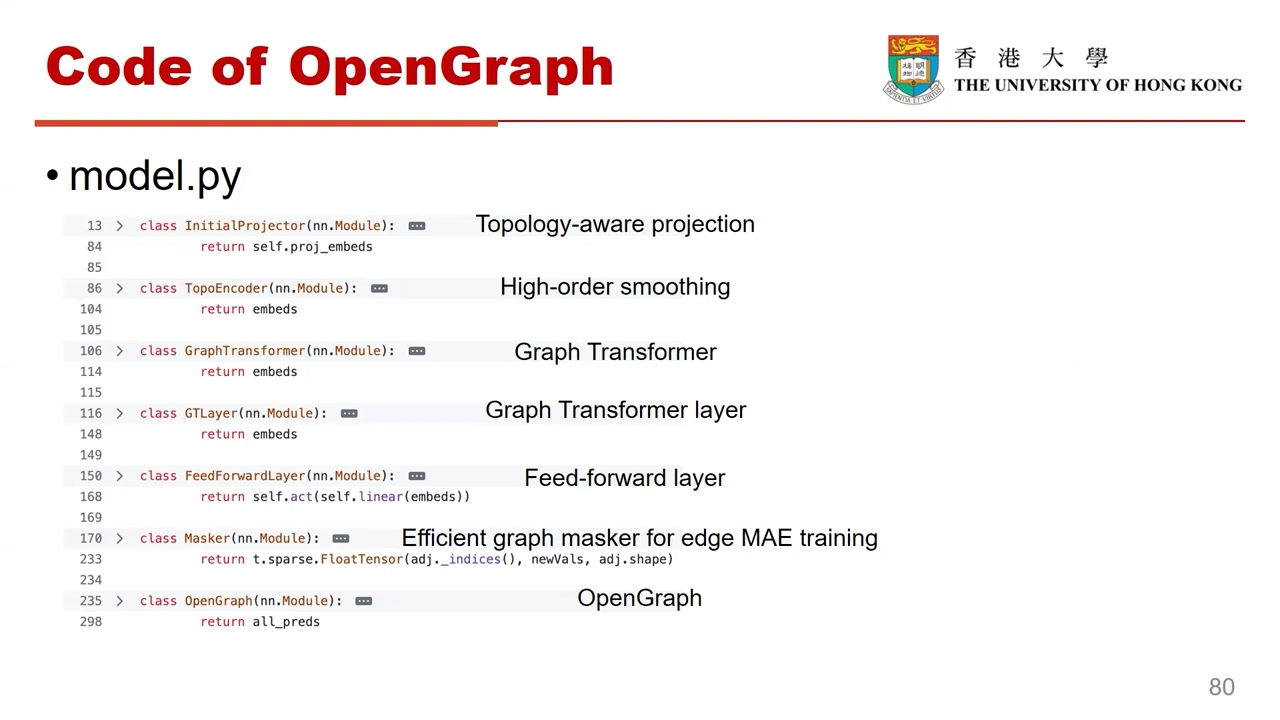 Code of OpenGraph
香港大學
THE UNIVERSITY OF HONG KONG
• model.py
13 > class InitialProjector(nn.Module): ••• Topology-aware projection
84 return self.proj_embeds
85
86 > class TopoEncoder(nn.Module): ••• High-order smoothing
104 return embeds
105
106 > class GraphTransformer(nn.Module): ••• Graph Transformer
114 return embeds
115
116 > class GTLayer(nn.Module): ••• Graph Transformer layer
148 return embeds
149
150 > class FeedForwardLayer(nn.Module): ••• Feed-forward layer
168 return self.act(self.linear(embeds))
169
170 > class Masker(nn.Module): ••• Efficient graph masker for edge MAE training
233 return t.sparse.FloatTensor(adj._indices(), newVals, adj.shape)
234
235 > class OpenGraph(nn.Module): ••• OpenGraph
298 return all_preds
80